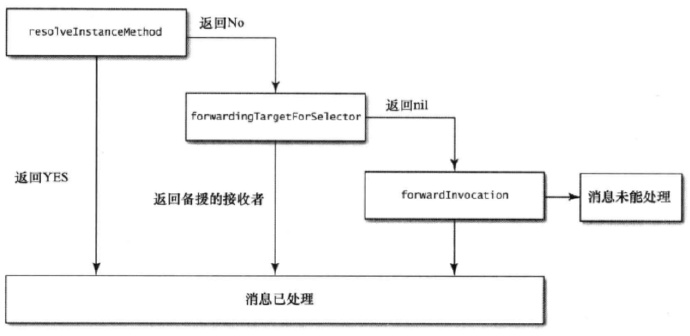 resolveInstanceMethod
返回No
forwardingTargetForSelector
返回nil
返回YES
返回备援的接收者
forwardInvocation
消息未能处理
消息已处理